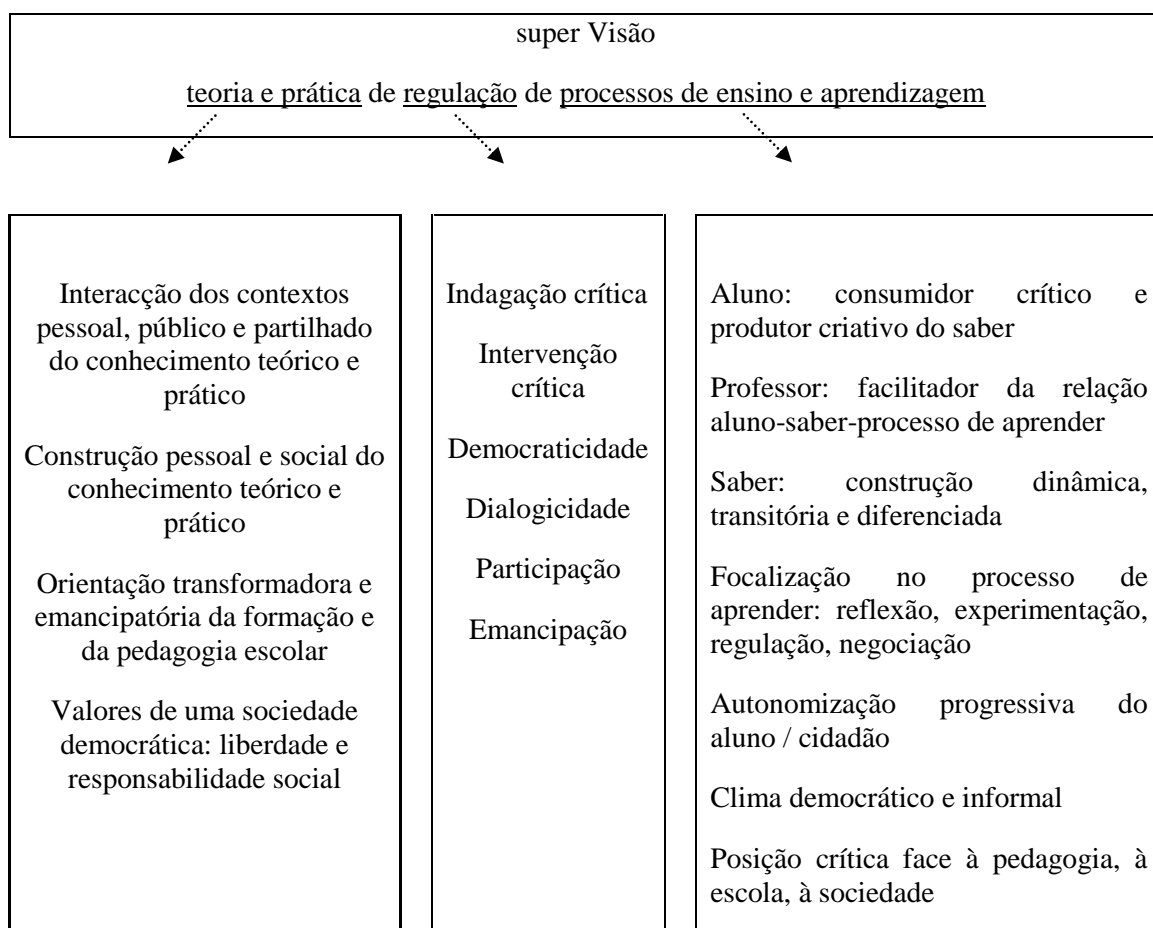 super Visão
teoria e prática de regulação de processos de ensino e aprendizagem
Interacção dos contextos
pessoal, público e partilhado
do conhecimento teórico e
prático
Construção pessoal e social do
conhecimento teórico e
prático
Orientação transformadora e
emancipatória da formação e
da pedagogia escolar
Valores de uma sociedade
democrática: liberdade e
responsabilidade social
Indagação crítica
Intervenção
crítica
Democraticidade
Dialogicidade
Participação
Emancipação
Aluno: consumidor crítico e
produtor criativo do saber
Professor: facilitador da relação
aluno-saber-processo de aprender
Saber: construção dinâmica,
transitória e diferenciada
Focalização no processo de
aprender: reflexão, experimentação,
regulação, negociação
Autonomização progressiva do
aluno / cidadão
Clima democrático e informal
Posição crítica face à pedagogia, à
escola, à sociedade